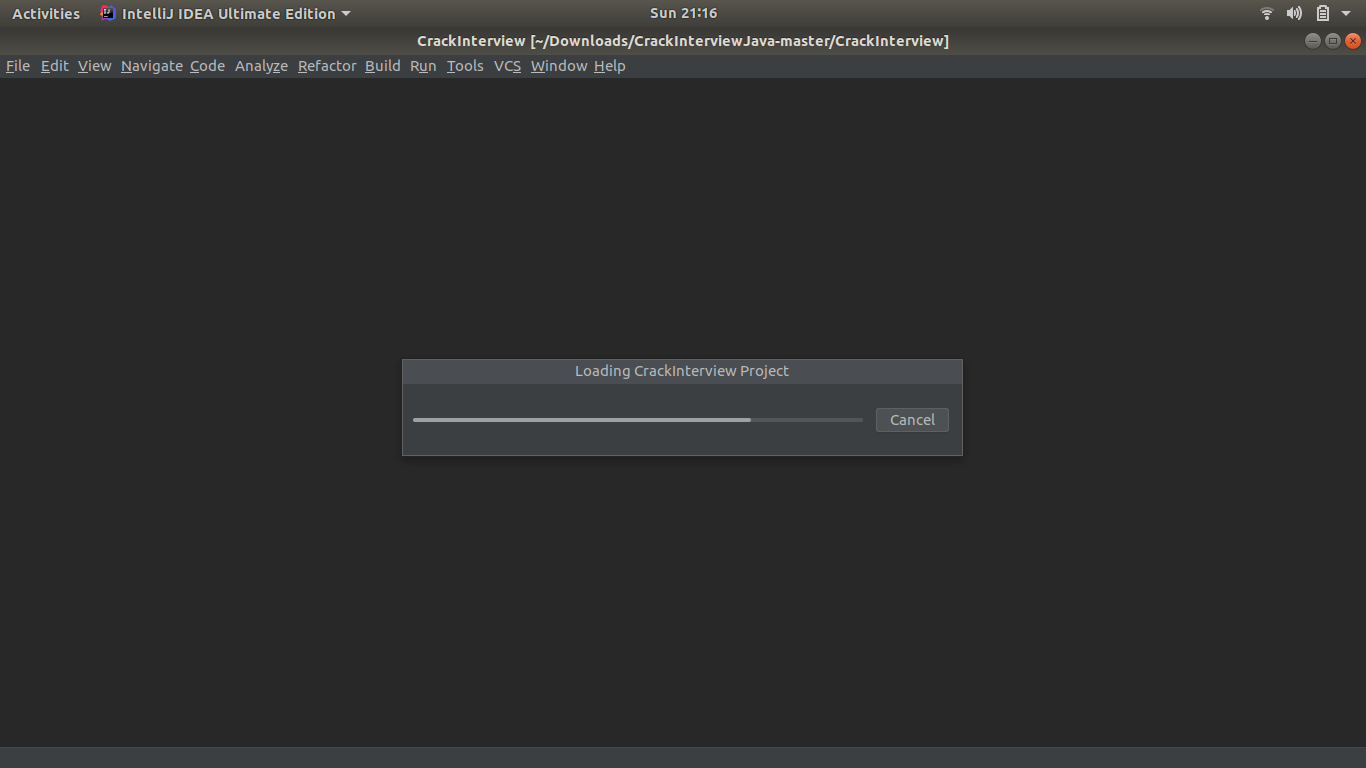 Activities IntelliJ IDEA Ultimate Edition Sun 21:16
CrackInterview [~/Downloads/CrackInterviewJava-master/CrackInterview]
File Edit View Navigate Code Analyze Refactor Build Run Tools VCS Window Help
Loading CrackInterview Project
Cancel